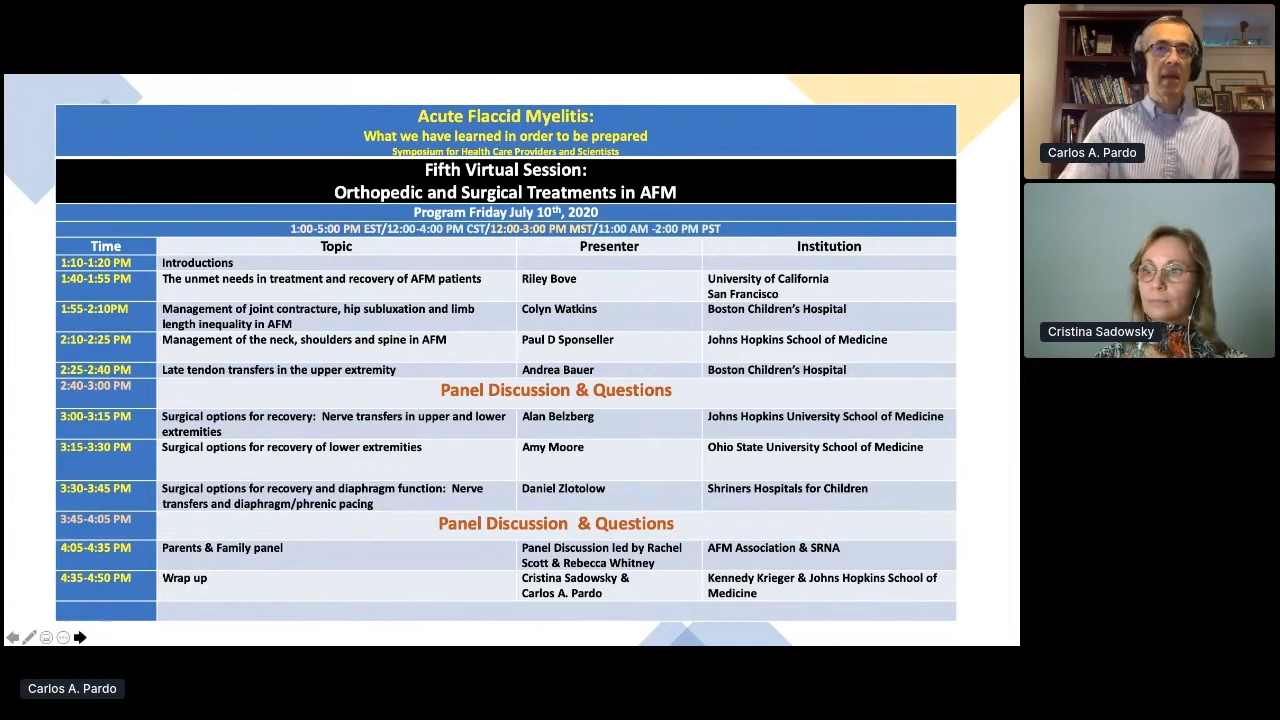 Acute Flaccid Myelitis:
What we have learned in order to be prepared
Symposium for Health Care Providers and Scientists
Fifth Virtual Session:
Orthopedic and Surgical Treatments in AFM
Program Friday July 10th, 2020
1:00-5:00 PM EST/12:00-4:00 PM CST/12:00-3:00 PM MST/11:00 AM -2:00 PM PST
Time Topic Presenter Institution
1:10-1:20 PM Introductions
1:40-1:55 PM The unmet needs in treatment and recovery of AFM patients Riley Bove University of California
San Francisco
1:55-2:10PM Management of joint contracture, hip subluxation and limb Colyn Watkins Boston Children's Hospital
length inequality in AFM
2:10-2:25 PM Management of the neck, shoulders and spine in AFM Paul D Sponseller Johns Hopkins School of Medicine
2:25-2:40 PM Late tendon transfers in the upper extremity Andrea Bauer Boston Children's Hospital
2:40-3:00 PM Panel Discussion & Questions
3:00-3:15 PM Surgical options for recovery: Nerve transfers in upper and lower Alan Belzberg Johns Hopkins University School of Medicine
extremities
3:15-3:30 PM Surgical options for recovery of lower extremities Amy Moore Ohio State University School of Medicine
3:30-3:45 PM Surgical options for recovery and diaphragm function: Nerve Daniel Zlotolow Shriners Hospitals for Children
transfers and diaphragm/phrenic pacing
3:45-4:05 PM Panel Discussion & Questions
4:05-4:35 PM Parents & Family panel Panel Discussion led by Rachel AFM Association & SRNA
Scott & Rebecca Whitney
4:35-4:50 PM Wrap up Cristina Sadowsky & Kennedy Krieger & Johns Hopkins School of
Carlos A. Pardo Medicine
Carlos A. Pardo
Cristina Sadowsky
Carlos A. Pardo